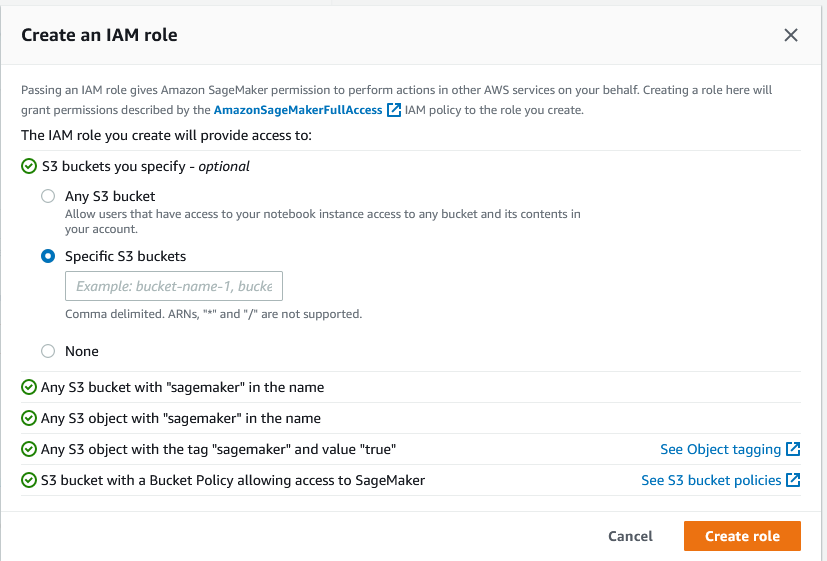 Create an IAM role
Passing an IAM role gives Amazon SageMaker permission to perform actions in other AWS services on your behalf. Creating a role here will
grant permissions described by the AmazonSageMakerFullAccess IAM policy to the role you create.
The IAM role you create will provide access to:
S3 buckets you specify - optional
Any S3 bucket
Allow users that have access to your notebook instance access to any bucket and its contents in
your account.
Specific S3 buckets
Example: bucket-name-1, bucke
Comma delimited. ARNs, "*" and "/" are not supported.
None
Any S3 bucket with "sagemaker" in the name
Any S3 object with "sagemaker" in the name
Any S3 object with the tag "sagemaker" and value "true" See Object tagging
S3 bucket with a Bucket Policy allowing access to SageMaker See S3 bucket policies
Cancel Create role